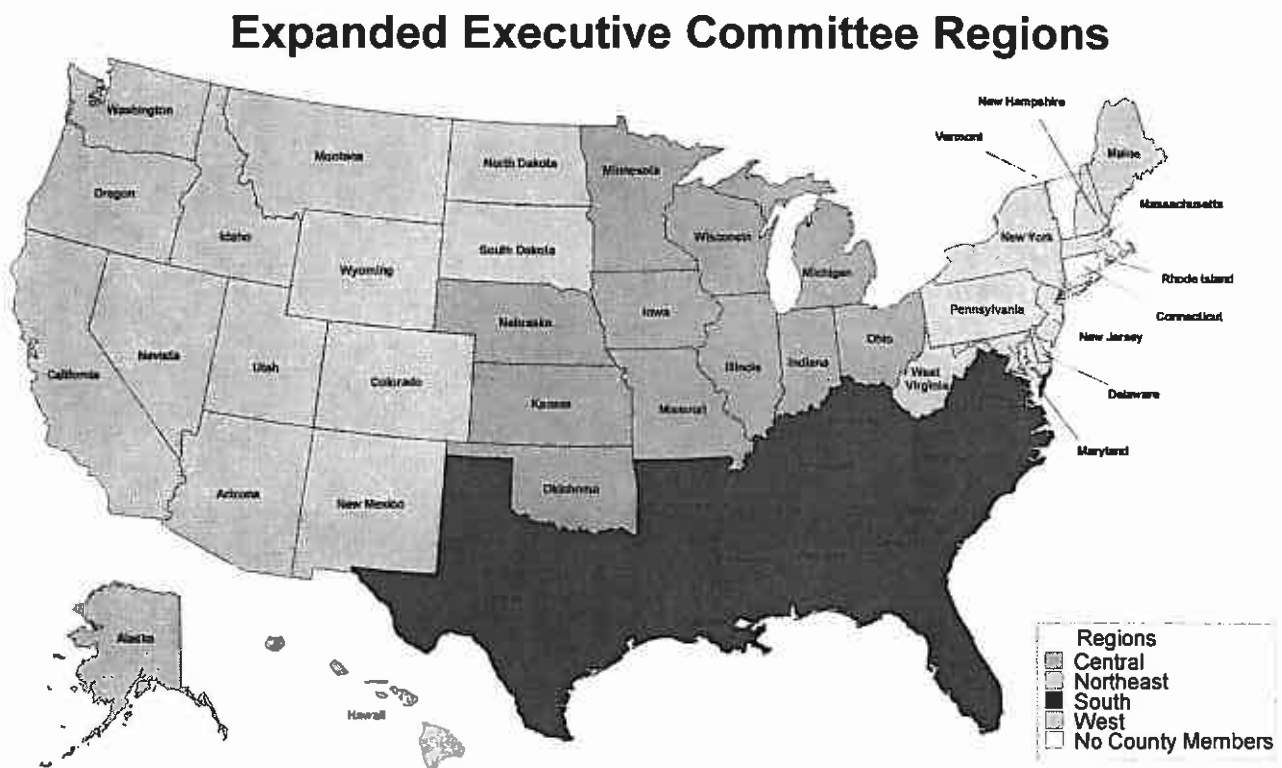 Expanded Executive Committee Regions
Washington
Montana
North Dakota
Minnesota
New Hampshire
Vermont
Maine
Oregon
Idaho
South Dakota
Wisconsin
Michigan
New York
Massachusetts
Wyoming
Rhode Island
Connecticut
Nebraska
Iowa
Pennsylvania
New Jersey
Nevada
Utah
Colorado
Illinois
Indiana
Ohio
West
Virginia
California
Kansas
Missouri
Delaware
Maryland
Arizona
New Mexico
Oklahoma
Alaska
Hawaii
Regions
Central
Northeast
South
West
No County Members